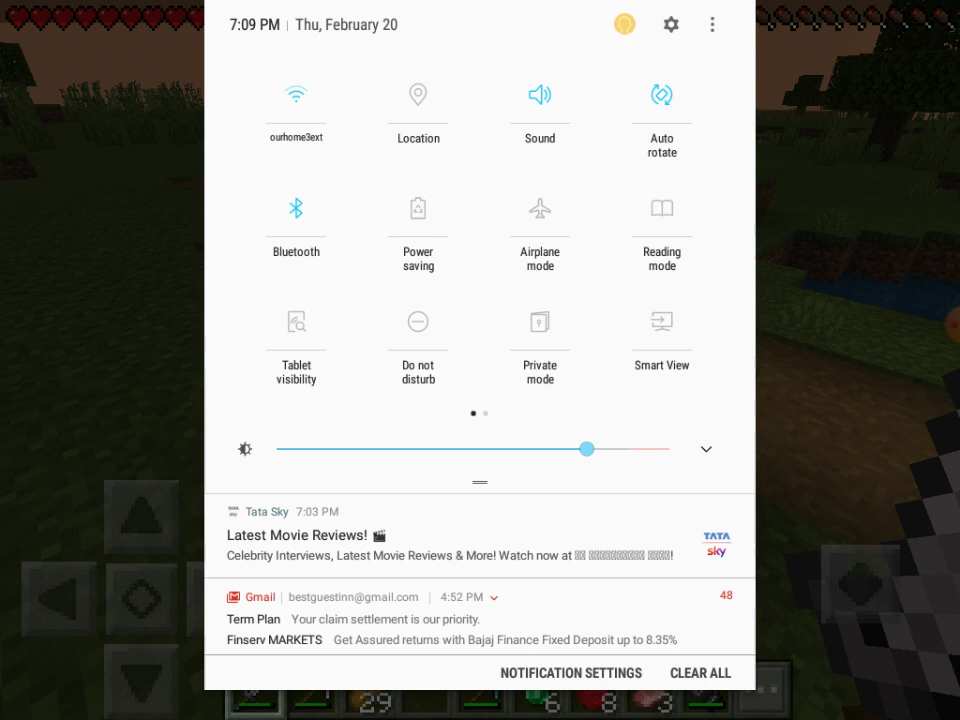 7:09 PM | Thu, February 20
ourhome3ext
Location
Sound
Auto
rotate
Bluetooth
Power
saving
Airplane
mode
Reading
mode
Tablet
visibility
Do not
disturb
Private
mode
Smart View
Tata Sky 7:03 PM
Latest Movie Reviews! 🎬
Celebrity Interviews, Latest Movie Reviews & More! Watch now at
TATA
sky
Gmail | bestguestinn@gmail.com | 4:52 PM
48
Term Plan Your claim settlement is our priority.
Finserv MARKETS Get Assured returns with Bajaj Finance Fixed Deposit up to 8.35%
NOTIFICATION SETTINGS CLEAR ALL
29 6 8 3